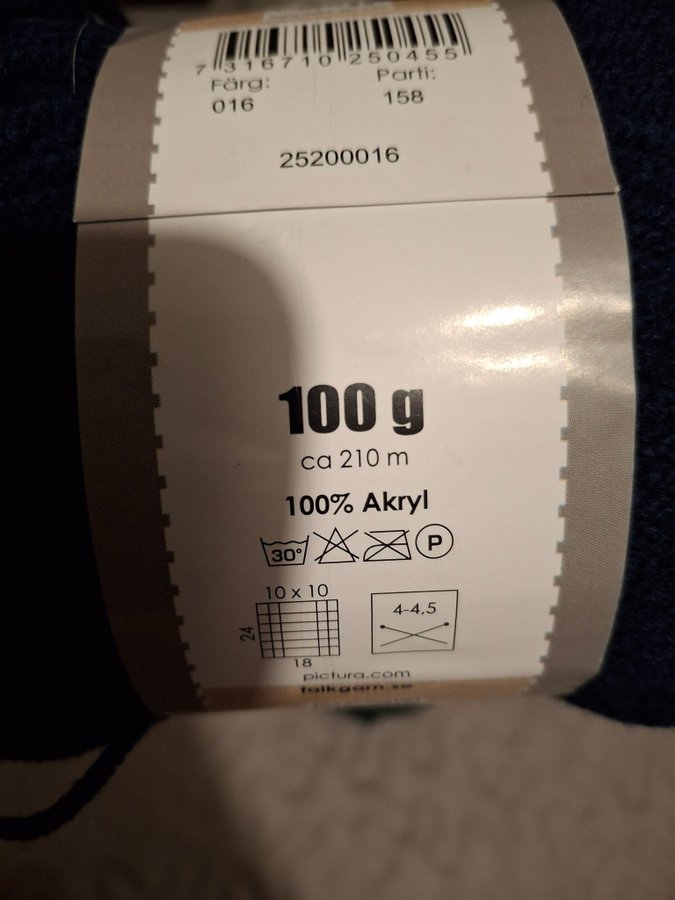 7 316710 250455
Färg: Parti:
016 158
25200016
100 g
ca 210 m
100% Akryl
30° P
10 x 10
24
4-4,5
18
pictura.com
falkgarn.se